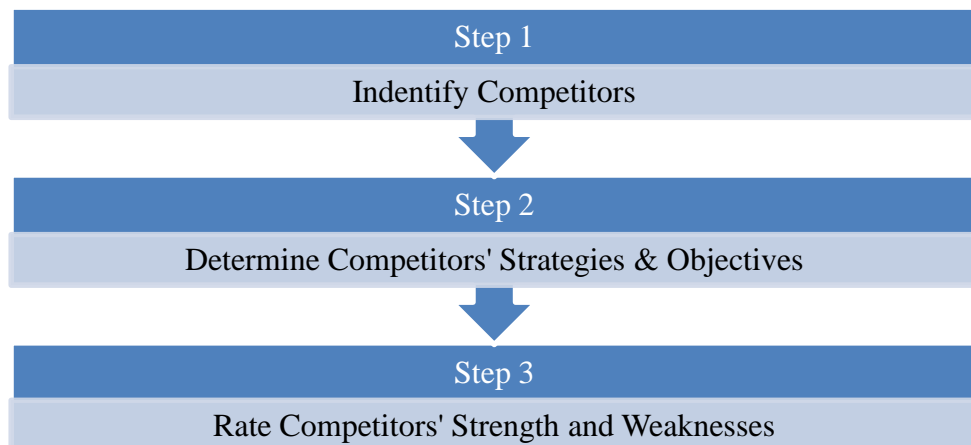 Step 1
Indentify Competitors
Step 2
Determine Competitors' Strategies & Objectives
Step 3
Rate Competitors' Strength and Weaknesses